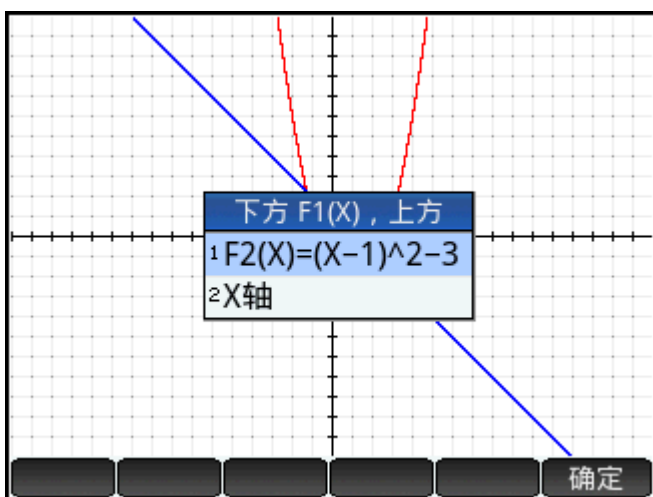 下方 F1(X) , 上方
1 F2(X)=(X−1)^2−3
2 X轴
确定